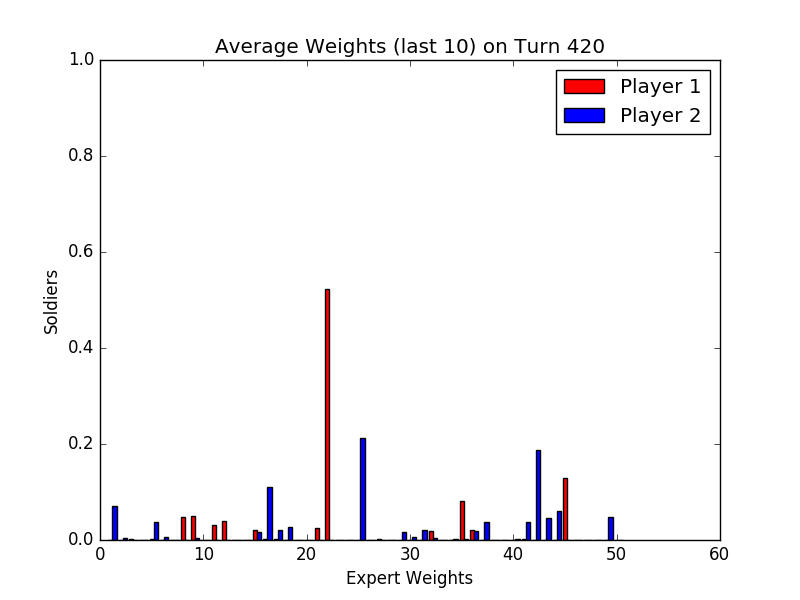 Average Weights (last 10) on Turn 420
1.0
0.8
0.6
0.4
0.2
0.0
Soldiers
Player 1
Player 2
0 10 20 30 40 50 60
Expert Weights